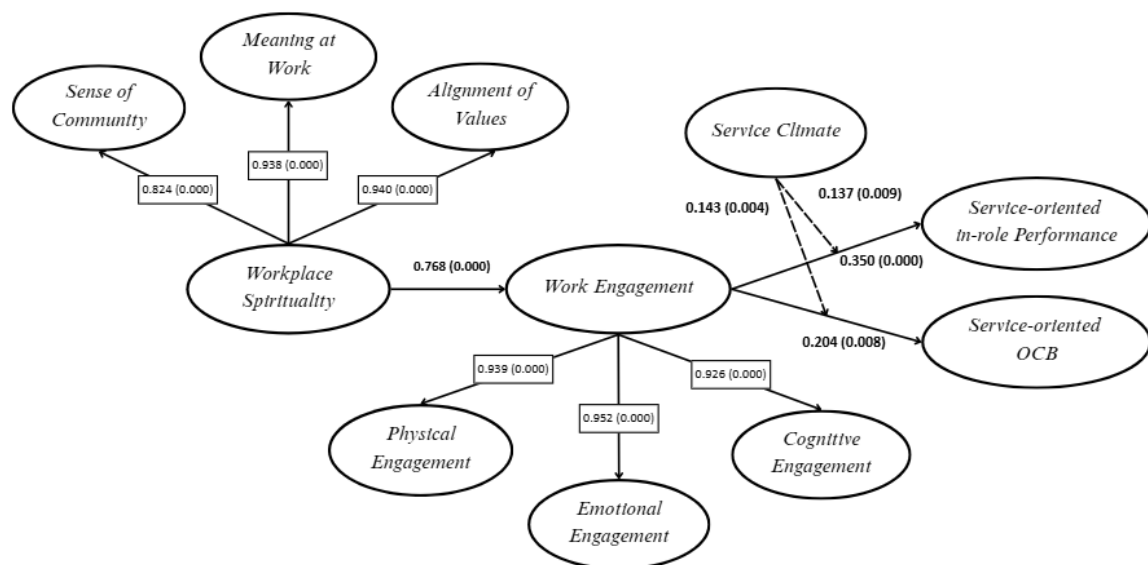 Meaning at
Work
Sense of
Community
Alignment of
Values
Service Climate
0.938 (0.000)
0.824 (0.000)
0.940 (0.000)
0.137 (0.009)
0.143 (0.004)
Service-oriented
in-role Performance
0.350 (0.000)
0.768 (0.000)
Workplace
Spirituality
Work Engagement
0.204 (0.008)
Service-oriented
OCB
0.939 (0.000)
0.926 (0.000)
0.952 (0.000)
Physical
Engagement
Cognitive
Engagement
Emotional
Engagement